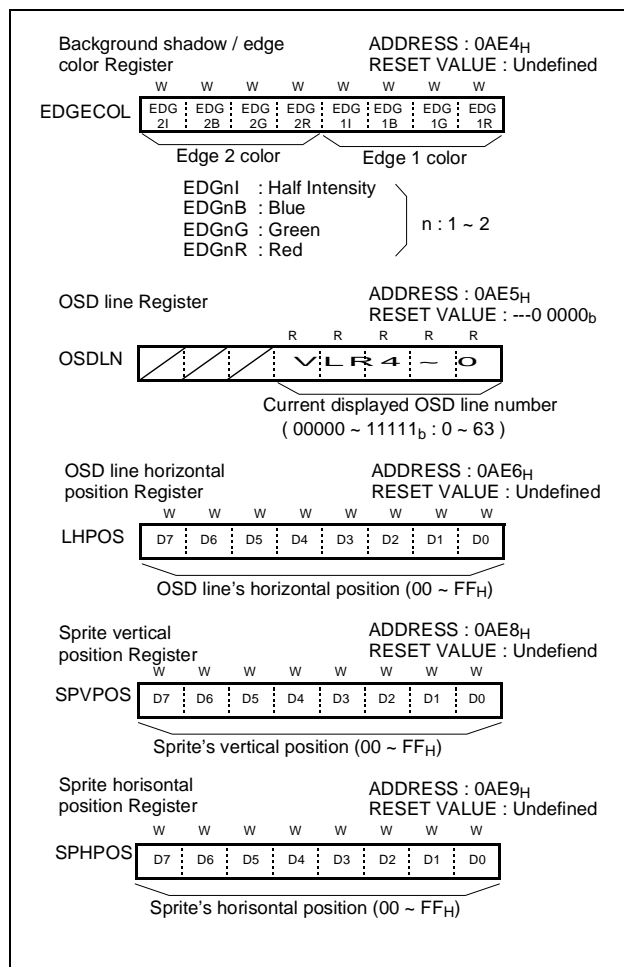 Background shadow / edge
color Register
ADDRESS : 0AE4H
RESET VALUE : Undefined
W W W W W W W W
EDGECOL
EDG 2I EDG 2B EDG 2G EDG 2R EDG 1I EDG 1B EDG 1G EDG 1R
Edge 2 color Edge 1 color
EDGnI : Half Intensity
EDGnB : Blue
EDGnG : Green
EDGnR : Red
n : 1 ~ 2
OSD line Register
ADDRESS : 0AE5H
RESET VALUE : ---0 0000b
R R R R R
OSDLN VLR4~0
Current displayed OSD line number
( 00000 ~ 11111b : 0 ~ 63 )
OSD line horizontal
position Register
ADDRESS : 0AE6H
RESET VALUE : Undefined
W W W W W W W W
LHPOS D7 D6 D5 D4 D3 D2 D1 D0
OSD line's horizontal position (00 ~ FFH)
Sprite vertical
position Register
ADDRESS : 0AE8H
RESET VALUE : Undefiend
W W W W W W W W
SPVPOS D7 D6 D5 D4 D3 D2 D1 D0
Sprite's vertical position (00 ~ FFH)
Sprite horisontal
position Register
ADDRESS : 0AE9H
RESET VALUE : Undefined
W W W W W W W W
SPHPOS D7 D6 D5 D4 D3 D2 D1 D0
Sprite's horisontal position (00 ~ FFH)